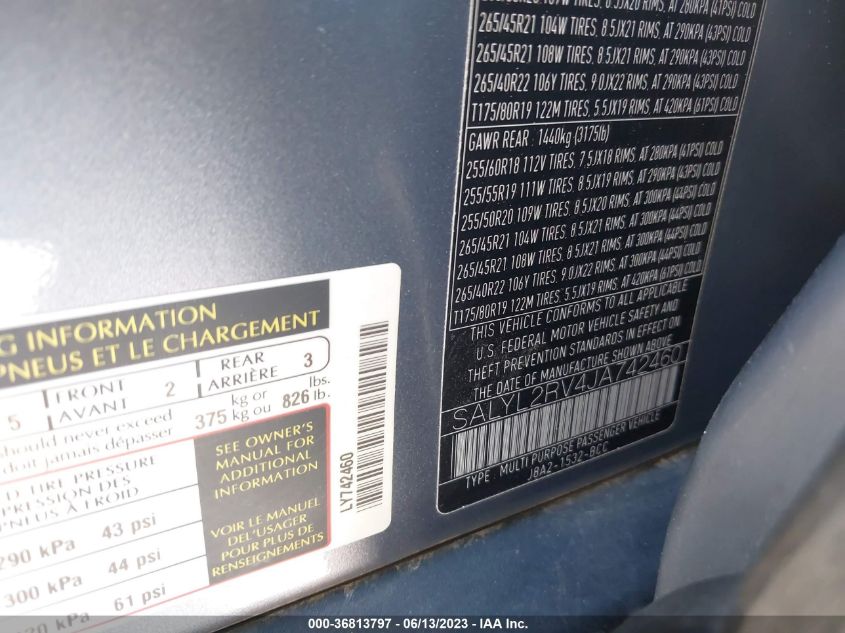 265/45R21 104W TIRES, 8.5JX21 RIMS, AT 290KPA (43PSI) COLD
265/45R21 108W TIRES, 8.5JX21 RIMS, AT 290KPA (43PSI) COLD
265/40R22 106Y TIRES, 9.0JX22 RIMS, AT 290KPA (43PSI) COLD
T175/80R19 122M TIRES, 5.5JX19 RIMS, AT 420KPA (61PSI) COLD
GAWR REAR : 1440kg (3175lb)
255/60R18 112V TIRES, 7.5JX18 RIMS, AT 280KPA (41PSI) COLD
255/55R19 111W TIRES, 8.5JX19 RIMS, AT 290KPA (43PSI) COLD
255/50R20 109W TIRES, 8.5JX20 RIMS, AT 300KPA (44PSI) COLD
265/45R21 104W TIRES, 8.5JX21 RIMS, AT 300KPA (44PSI) COLD
265/45R21 108W TIRES, 8.5JX21 RIMS, AT 300KPA (44PSI) COLD
265/40R22 106Y TIRES, 9.0JX22 RIMS, AT 300KPA (44PSI) COLD
T175/80R19 122M TIRES, 5.5JX19 RIMS, AT 420KPA (61PSI) COLD
THIS VEHICLE CONFORMS TO ALL APPLICABLE
U.S. FEDERAL MOTOR VEHICLE SAFETY AND
THEFT PREVENTION STANDARDS IN EFFECT ON
THE DATE OF MANUFACTURE SHOWN ABOVE.
SALYL2RV4JA742460
TYPE : MULTI PURPOSE PASSENGER VEHICLE
J8A2-1532-BCC
G INFORMATION
PNEUS ET LE CHARGEMENT
5 FRONT 2 REAR 3
AVANT ARRIÈRE
should never exceed 375 kg or 826 lbs.
doit jamais dépasser kg ou lb.
TIRE PRESSURE
PRESSION DES
PNEUS À FROID
290 kPa 43 psi
300 kPa 44 psi
61 psi
SEE OWNER'S
MANUAL FOR
ADDITIONAL
INFORMATION
VOIR LE MANUEL
DE L'USAGER
POUR PLUS DE
RENSEIGNEMENTS
LY742460
000-36813797 - 06/13/2023 - IAA Inc.